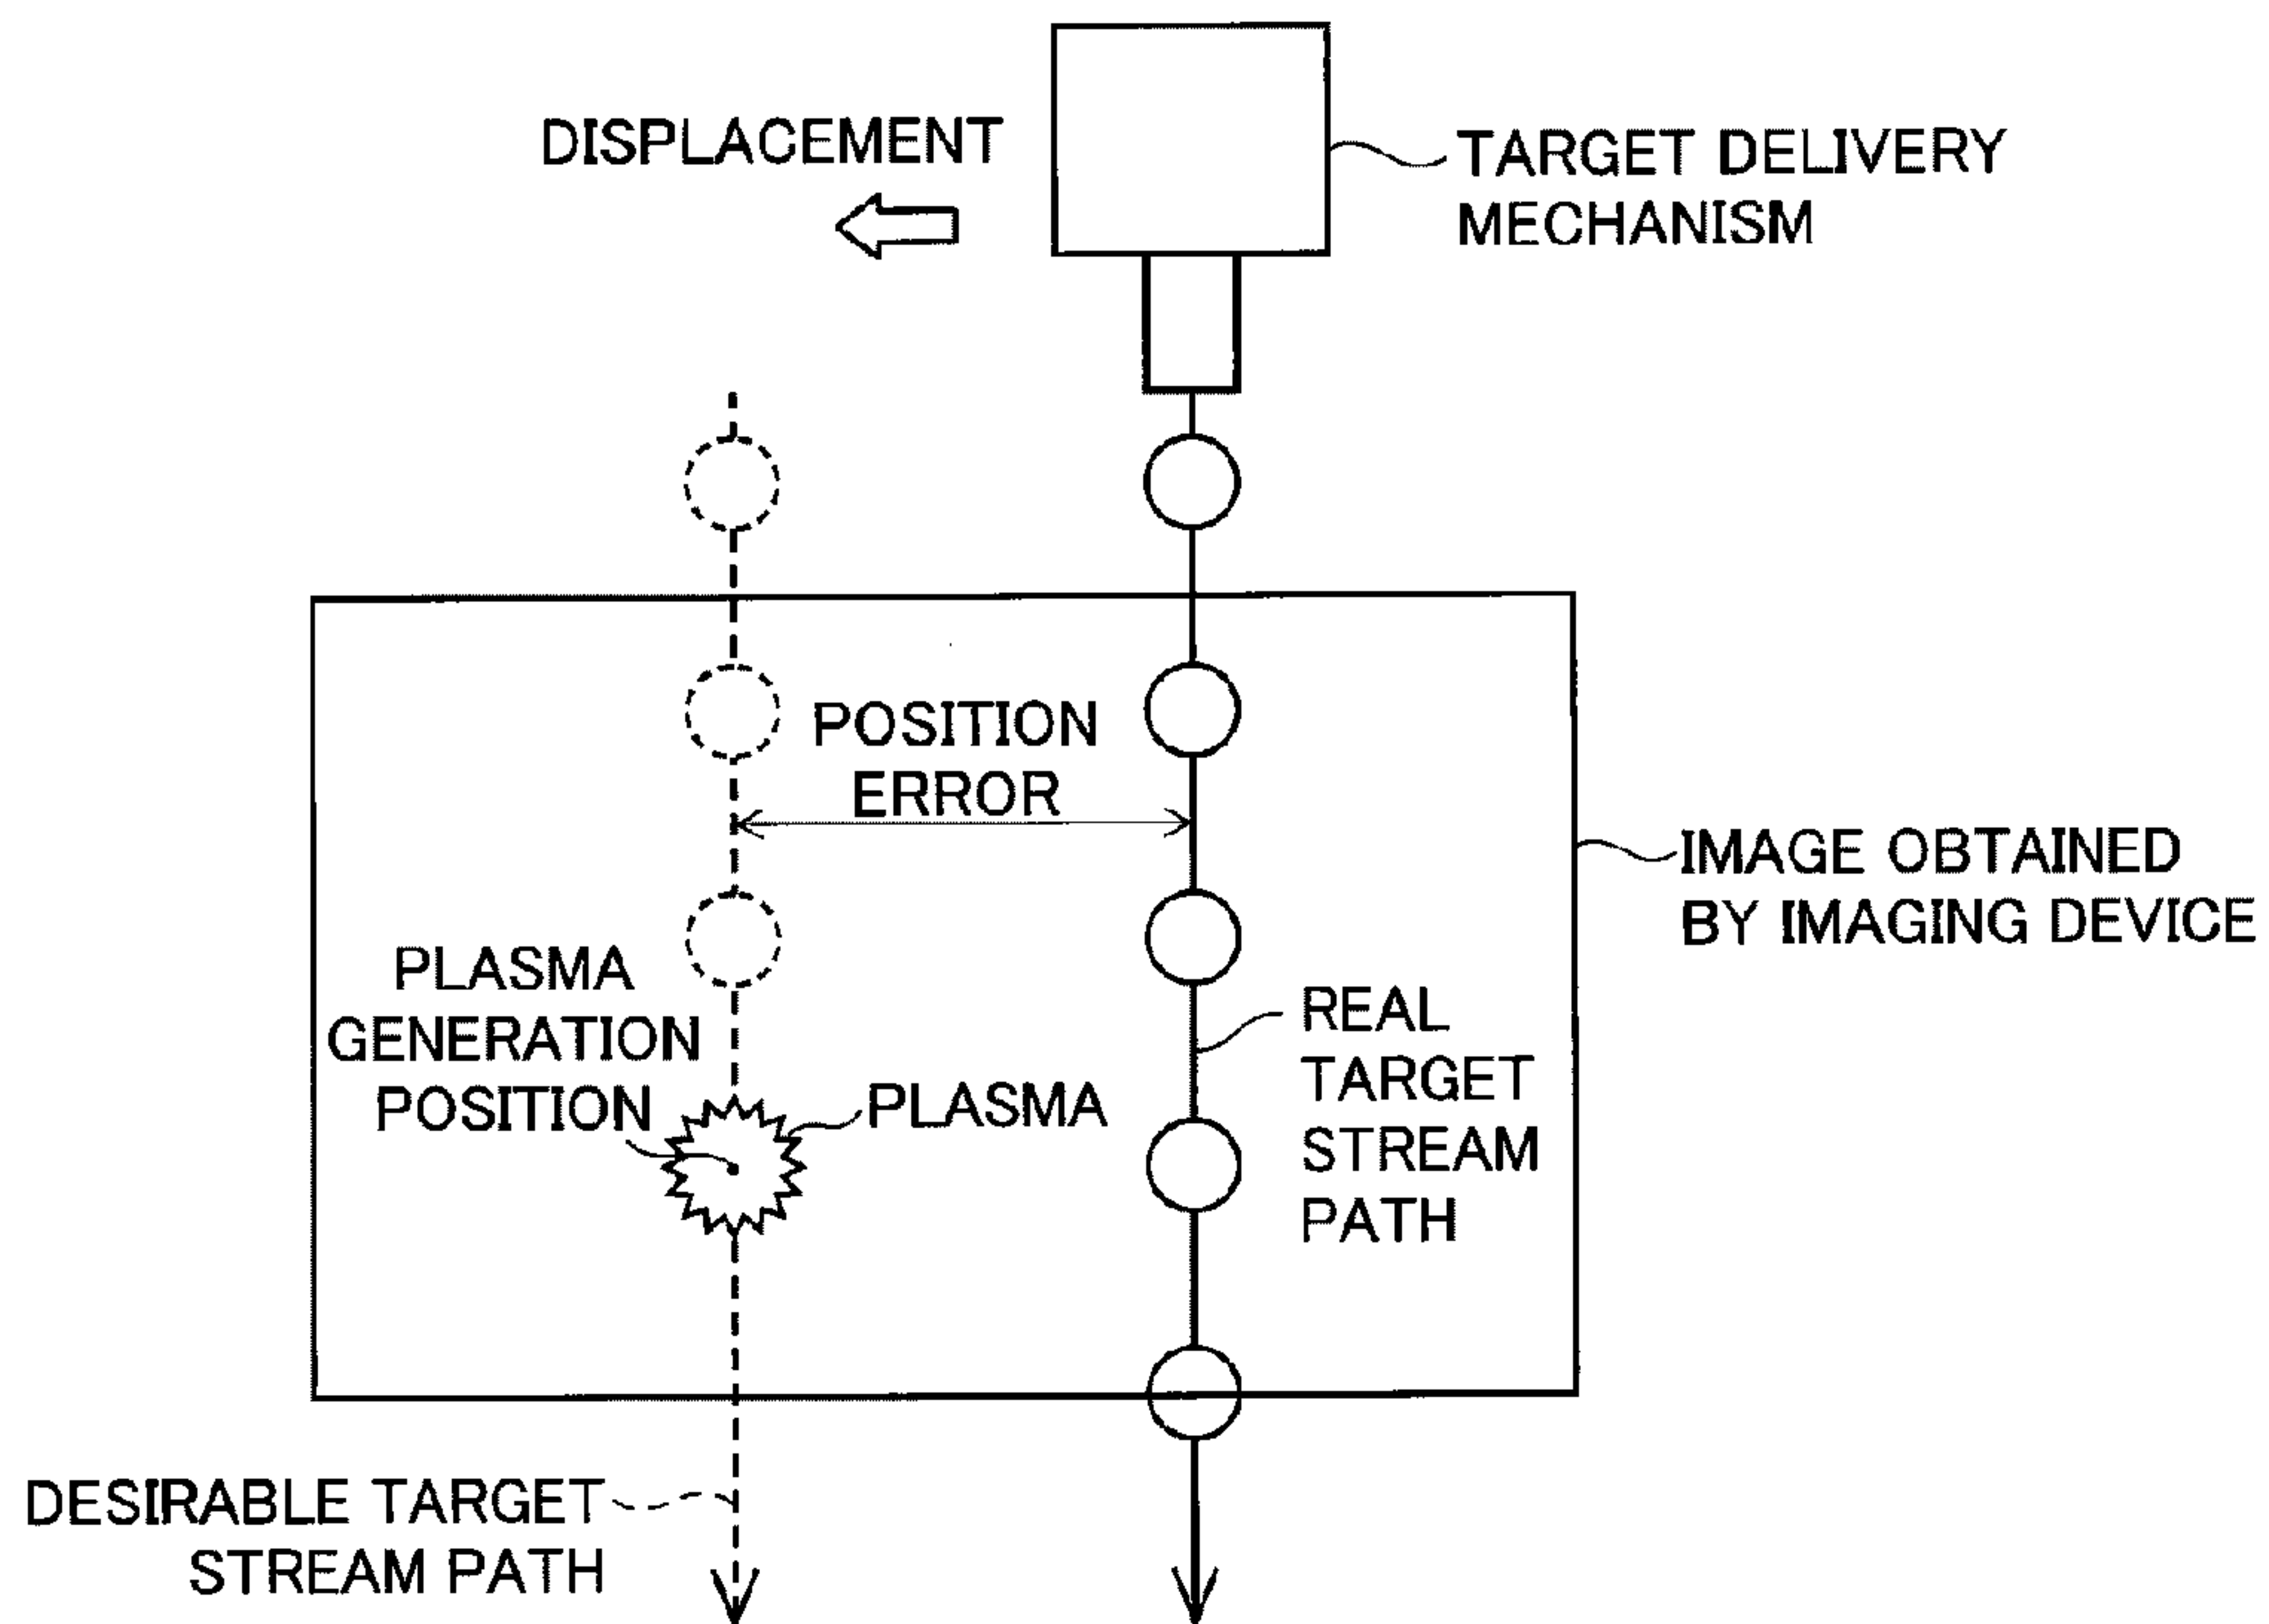 DISPLACEMENT
TARGET DELIVERY
MECHANISM
POSITION
ERROR
IMAGE OBTAINED
BY IMAGING DEVICE
PLASMA
GENERATION
POSITION
PLASMA
REAL
TARGET
STREAM
PATH
DESIRABLE TARGET
STREAM PATH